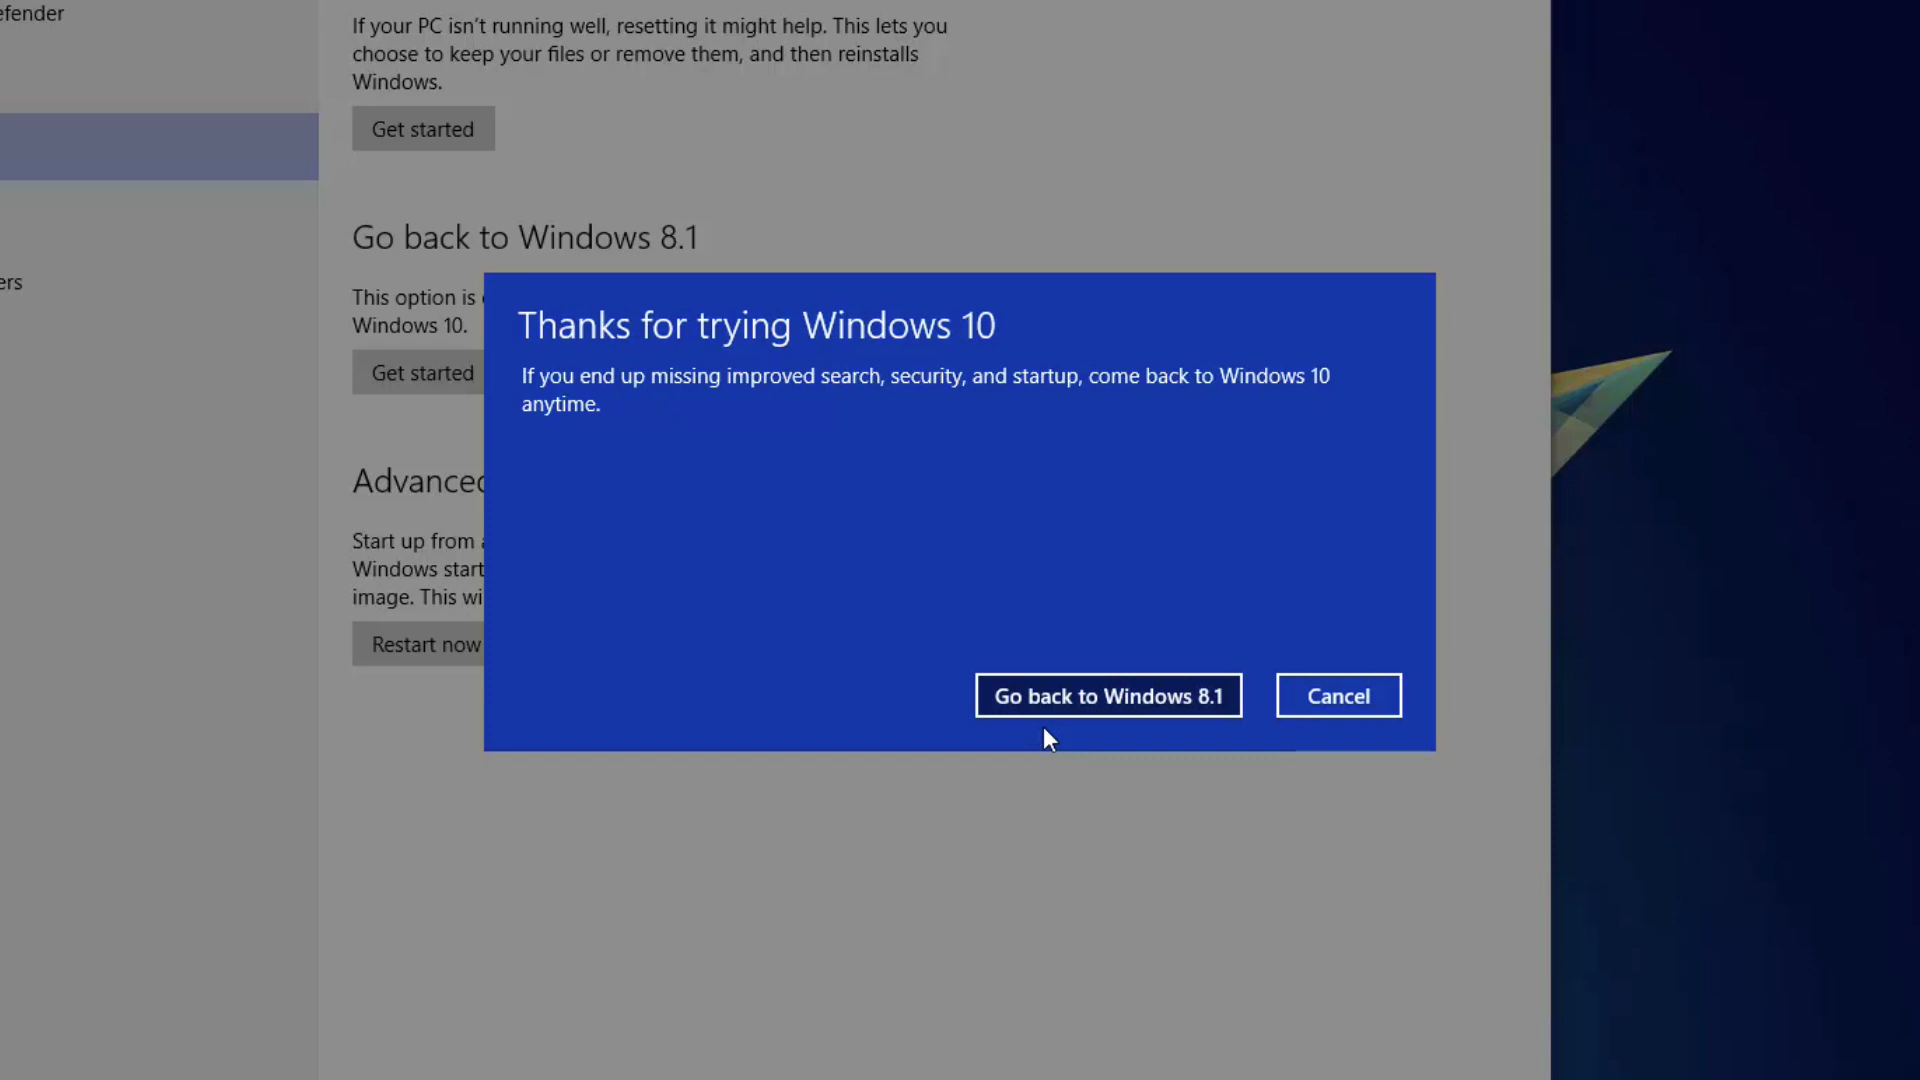 efender
If your PC isn't running well, resetting it might help. This lets you
choose to keep your files or remove them, and then reinstalls
Windows.
Get started
Go back to Windows 8.1
ers
This option is
Windows 10.
Get started
Thanks for trying Windows 10
If you end up missing improved search, security, and startup, come back to Windows 10
anytime.
Advanced
Start up from a
Windows start
image. This wi
Restart now
Go back to Windows 8.1
Cancel